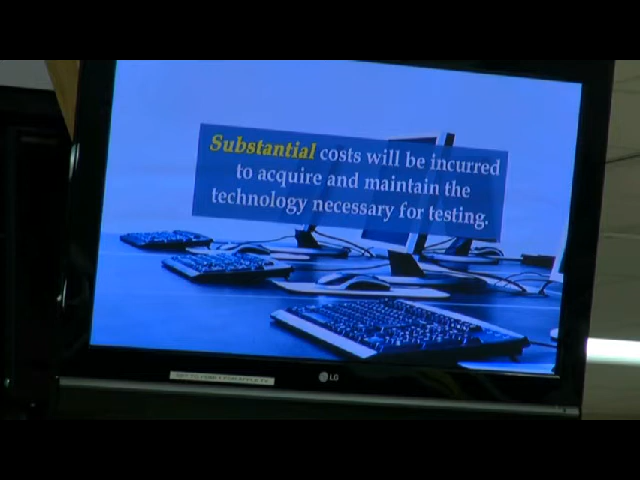 Substantial costs will be incurred
to acquire and maintain the
technology necessary for testing.
LG